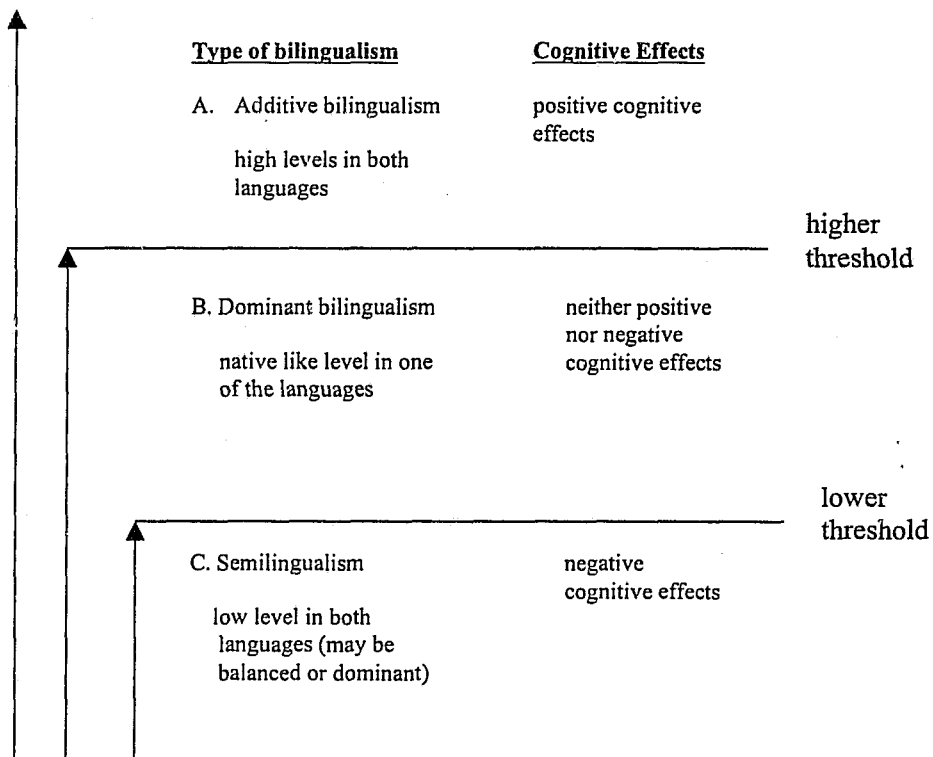 Type of bilingualism
Cognitive Effects
A. Additive bilingualism
positive cognitive
effects
high levels in both
languages
higher
threshold
B. Dominant bilingualism
neither positive
nor negative
cognitive effects
native like level in one
of the languages
lower
threshold
C. Semilingualism
negative
cognitive effects
low level in both
languages (may be
balanced or dominant)